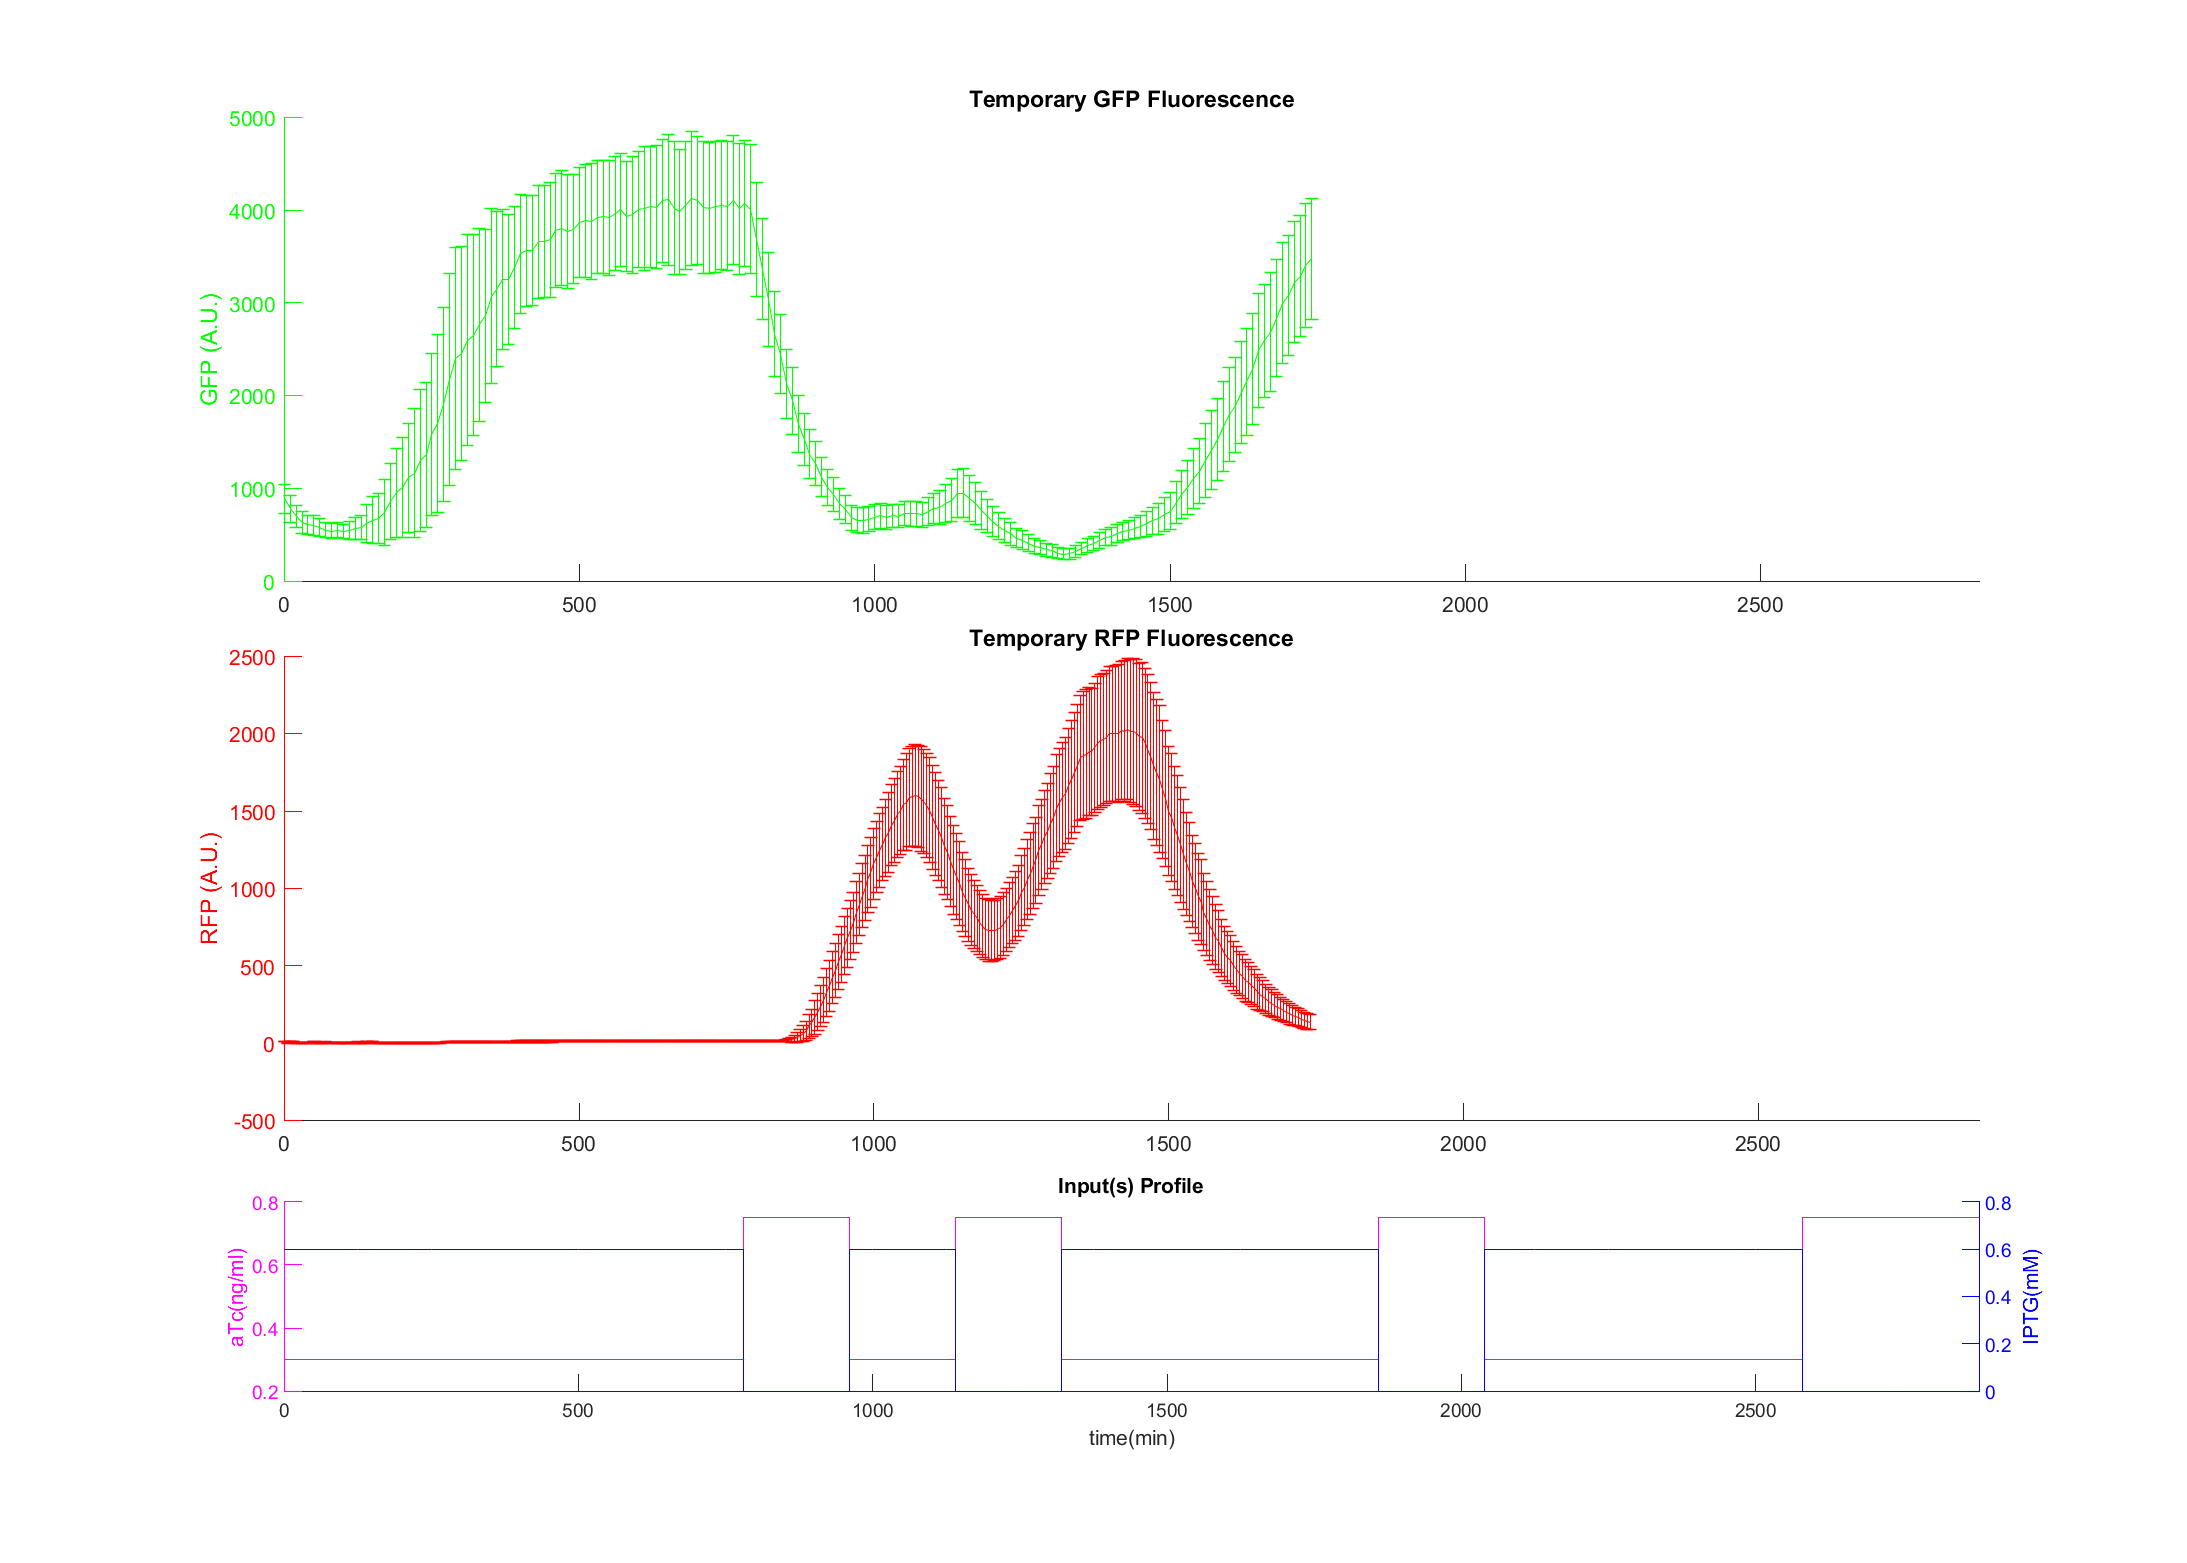 Temporary GFP Fluorescence
5000
4000
3000
2000
1000
0
GFP (A.U.)
0 500 1000 1500 2000 2500
Temporary RFP Fluorescence
2500
2000
1500
1000
500
0
-500
RFP (A.U.)
0 500 1000 1500 2000 2500
Input(s) Profile
0.8
0.6
0.4
0.2
aTc(ng/ml)
0.8
0.6
0.4
0.2
0
IPTG(mM)
0 500 1000 1500 2000 2500
time(min)